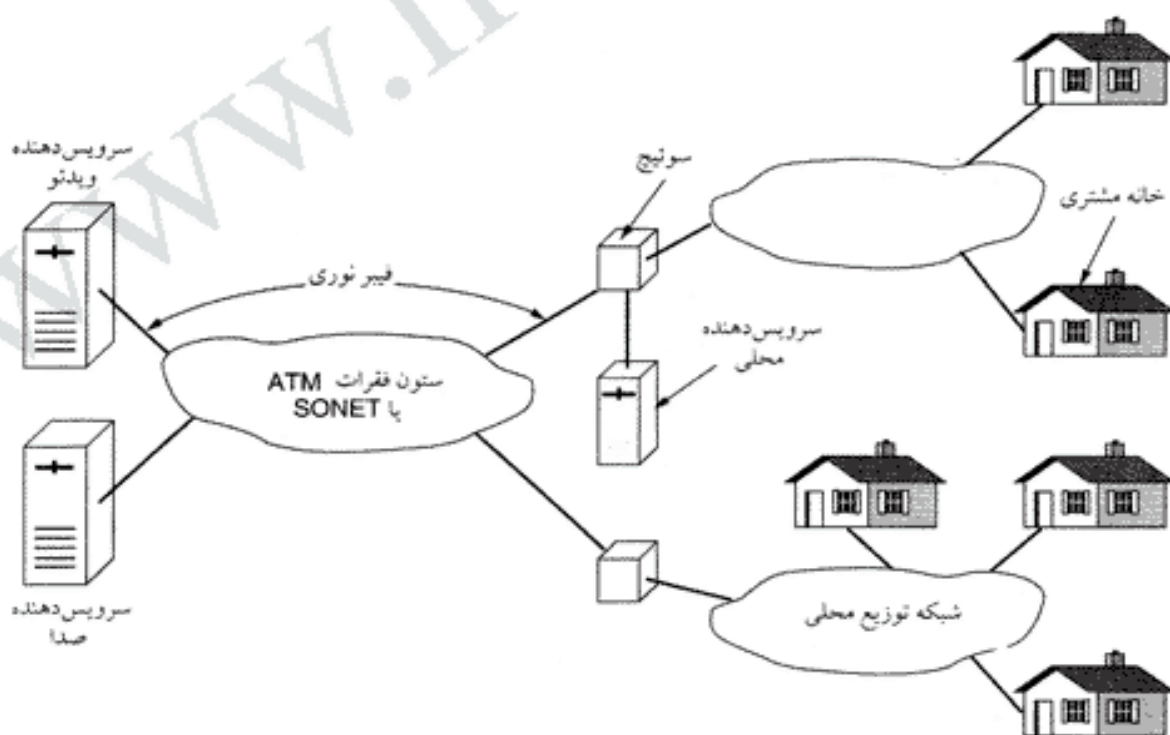 www.
سرویس‌دهنده
ویدئو
سوئیچ
خانه مشتری
فیبر نوری
سرویس‌دهنده
محلی
ستون فقرات ATM
یا SONET
شبکه توزیع محلی
سرویس‌دهنده
صدا